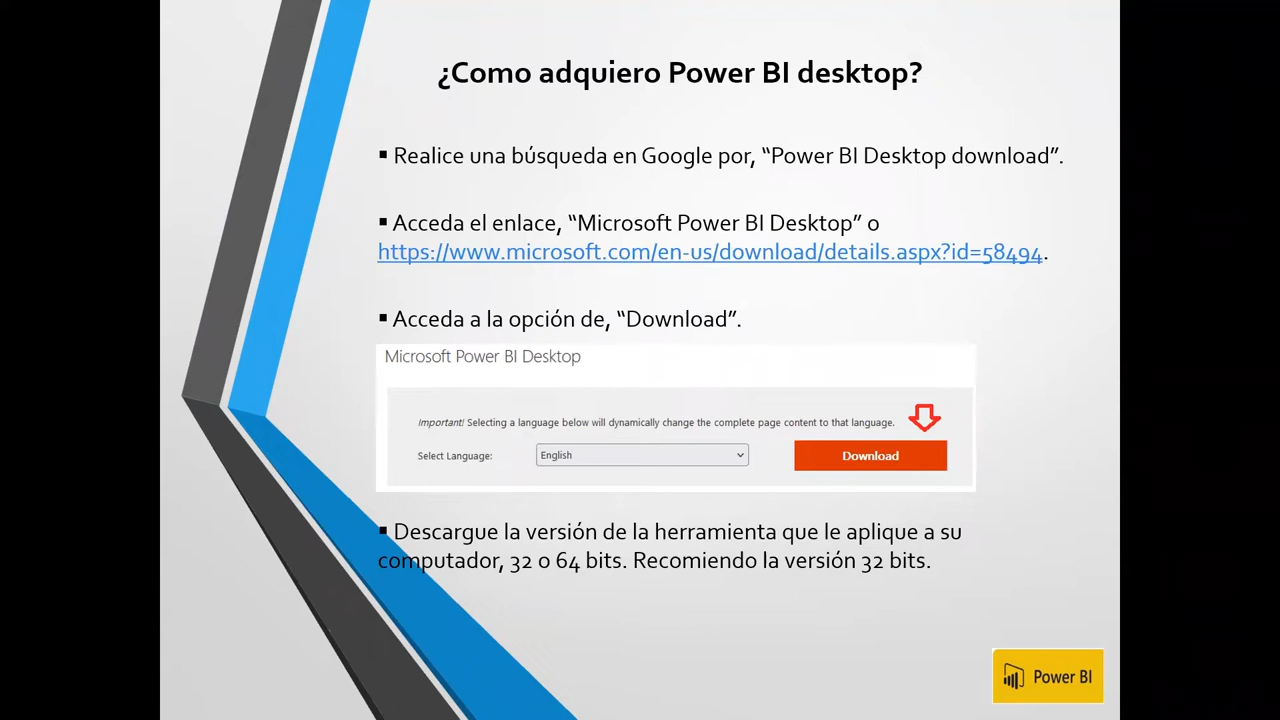 ¿Como adquiero Power BI desktop?
▪ Realice una búsqueda en Google por, “Power BI Desktop download”.
▪ Acceda el enlace, “Microsoft Power BI Desktop” o
https://www.microsoft.com/en-us/download/details.aspx?id=58494.
▪ Acceda a la opción de, “Download”.
Microsoft Power BI Desktop
Important! Selecting a language below will dynamically change the complete page content to that language.
Select Language: English Download
▪ Descargue la versión de la herramienta que le aplique a su
computador, 32 o 64 bits. Recomiendo la versión 32 bits.
Power BI